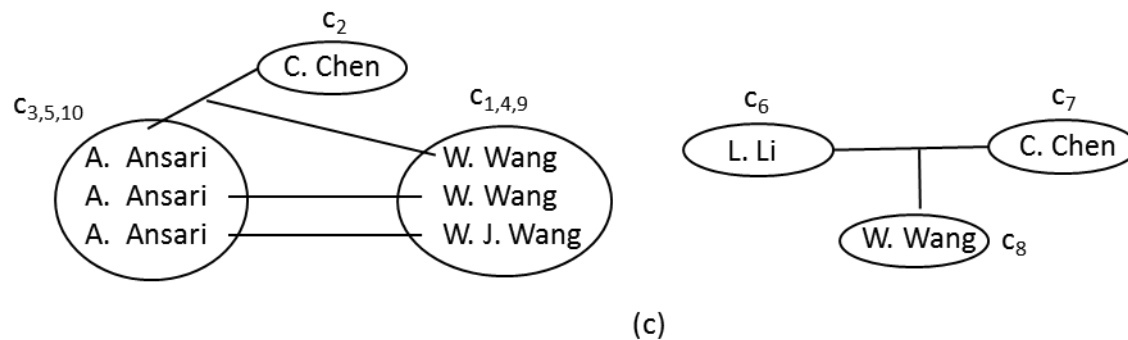 c2
C. Chen
c3,5,10
A. Ansari
A. Ansari
A. Ansari
c1,4,9
W. Wang
W. Wang
W. J. Wang
c6
L. Li
c7
C. Chen
W. Wang
c8
(c)